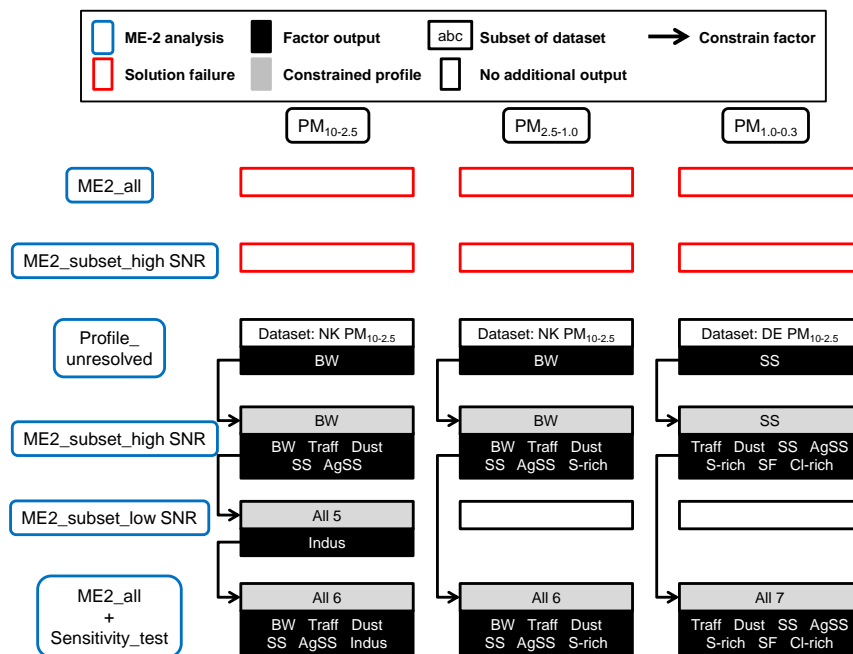 ME-2 analysis Factor output abc Subset of dataset Constrain factor
Solution failure Constrained profile No additional output
PM10-2.5 PM2.5-1.0 PM1.0-0.3
ME2_all
ME2_subset_high SNR
Profile_
unresolved
Dataset: NK PM10-2.5 Dataset: NK PM10-2.5 Dataset: DE PM10-2.5
BW BW SS
ME2_subset_high SNR
BW BW SS
BW Traff Dust BW Traff Dust Traff Dust SS AgSS
SS AgSS SS AgSS S-rich S-rich SF Cl-rich
ME2_subset_low SNR
All 5
Indus
ME2_all
+
Sensitivity_test
All 6 All 6 All 7
BW Traff Dust BW Traff Dust Traff Dust SS AgSS
SS AgSS Indus SS AgSS S-rich S-rich SF Cl-rich